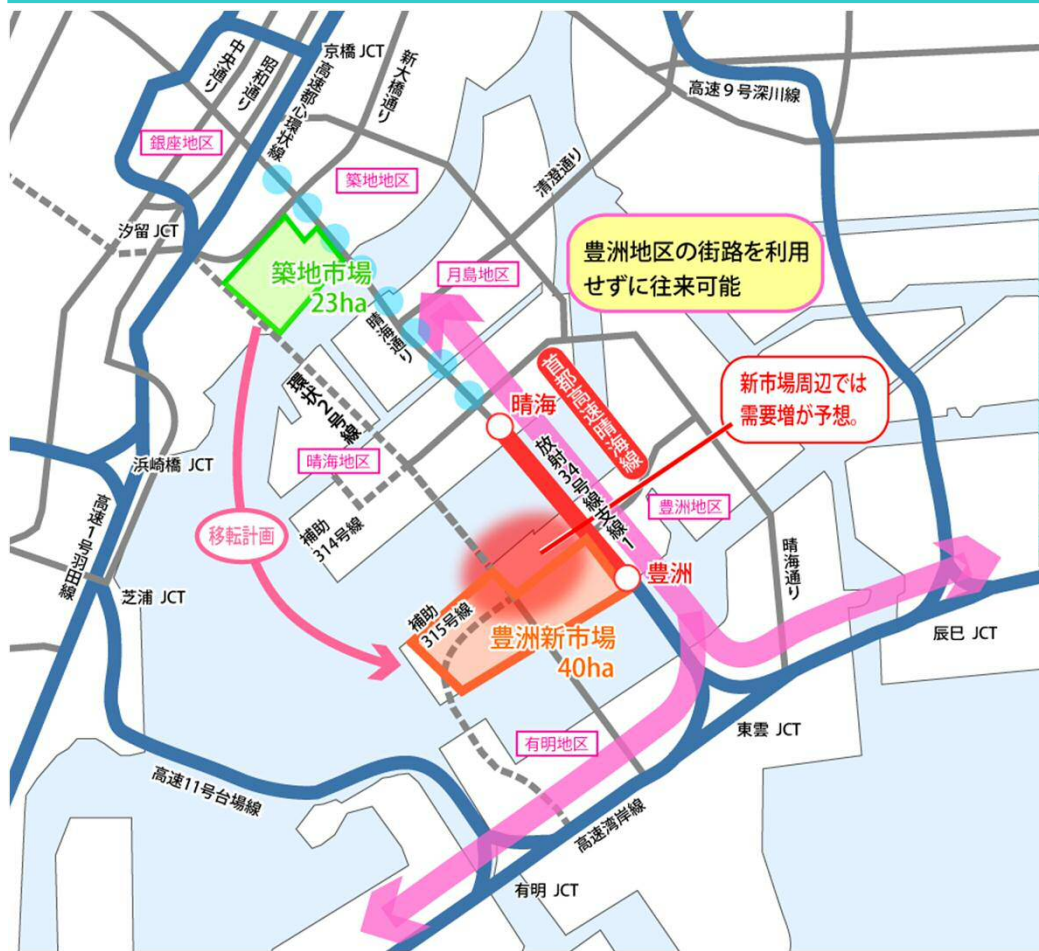 京橋 JCT
中央通り
昭和通り
高速都心環状線
新大橋通り
高速９号深川線
銀座地区
築地地区
清澄通り
汐留 JCT
築地市場
23ha
月島地区
豊洲地区の街路を利用
せずに往来可能
晴海通り
環状２号線
首都高速晴海線
新市場周辺では
需要増が予想。
晴海
放射34号線支線1
晴海地区
浜崎橋 JCT
高速１号羽田線
豊洲地区
補助
314号線
移転計画
晴海通り
豊洲
芝浦 JCT
補助
315号線
豊洲新市場
40ha
辰巳 JCT
東雲 JCT
有明地区
高速11号台場線
高速湾岸線
有明 JCT